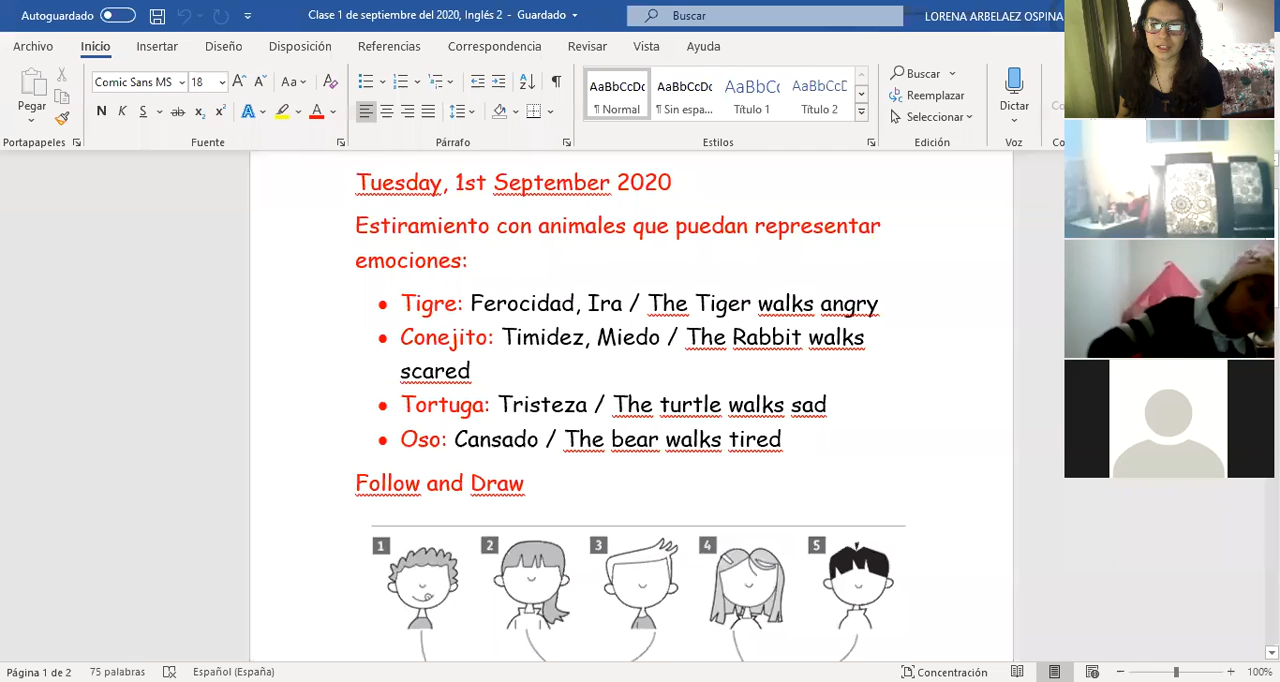 Autoguardado
Clase 1 de septiembre del 2020, Inglés 2 - Guardado
Buscar
LORENA ARBELAEZ OSPINA
Archivo Inicio Insertar Diseño Disposición Referencias Correspondencia Revisar Vista Ayuda
Pegar
Comic Sans MS 18
Aa
N K S ab x₂ x² A A
AaBbCcDc AaBbCcDc AaBbCc AaBbCcD
¶ Normal ¶ Sin espa... Título 1 Título 2
Buscar
Reemplazar
Seleccionar
Dictar
Portapapeles Fuente Párrafo Estilos Edición Voz
Tuesday, 1st September 2020
Estiramiento con animales que puedan representar
emociones:
• Tigre: Ferocidad, Ira / The Tiger walks angry
• Conejito: Timidez, Miedo / The Rabbit walks
scared
• Tortuga: Tristeza / The turtle walks sad
• Oso: Cansado / The bear walks tired
Follow and Draw
1 2 3 4 5
Página 1 de 2 75 palabras Español (España) Concentración 100%